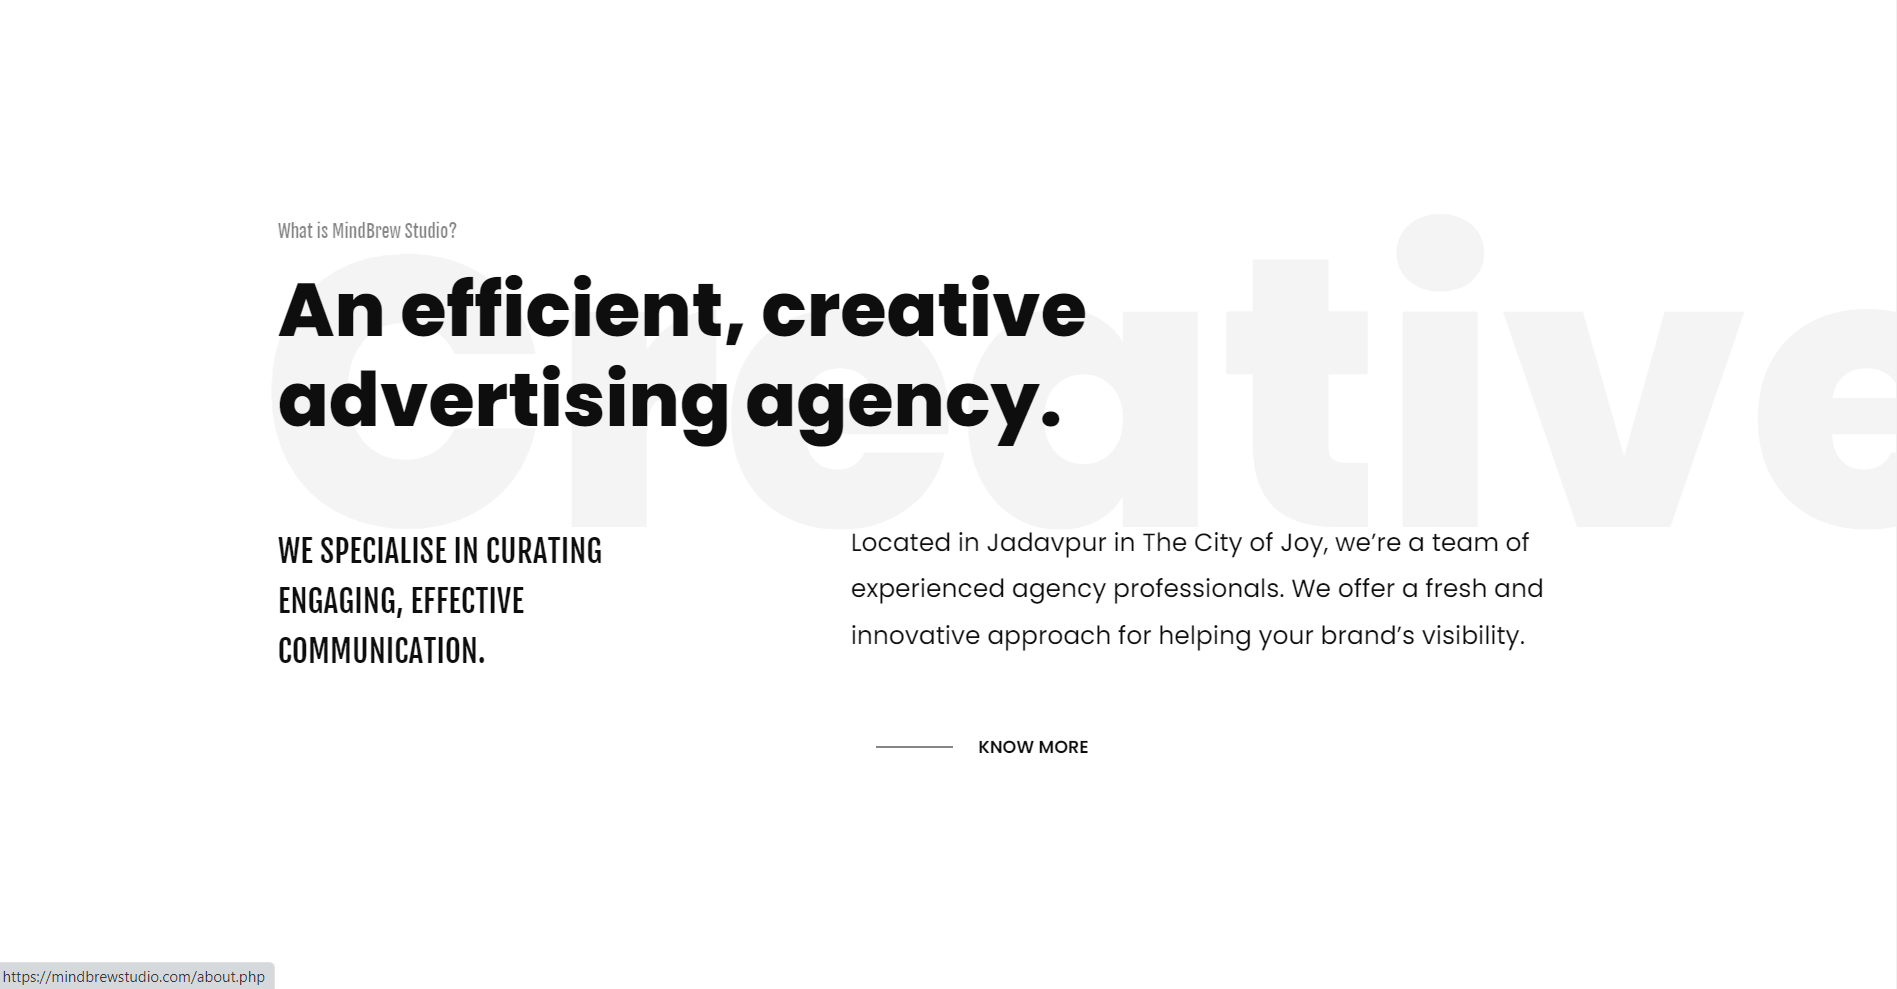 What is MindBrew Studio?
Creative
An efficient, creative
advertising agency.
WE SPECIALISE IN CURATING
ENGAGING, EFFECTIVE
COMMUNICATION.
Located in Jadavpur in The City of Joy, we’re a team of
experienced agency professionals. We offer a fresh and
innovative approach for helping your brand’s visibility.
KNOW MORE
https://mindbrewstudio.com/about.php